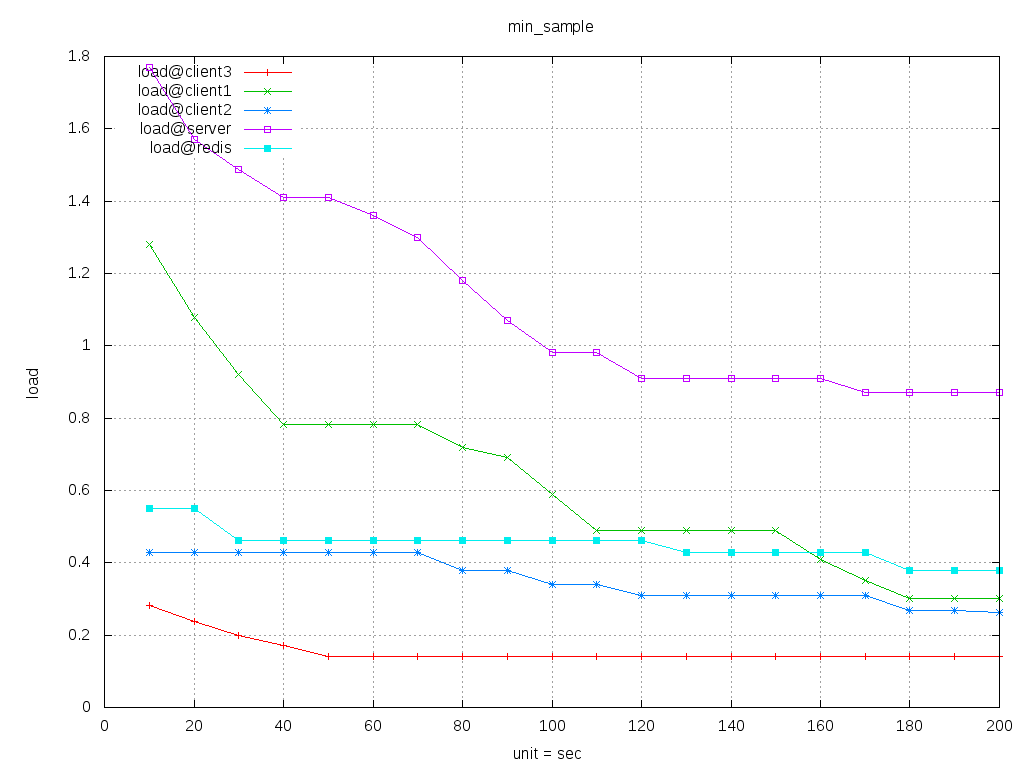 min_sample
load@client3
load@client1
load@client2
load@server
load@redis
1.8
1.6
1.4
1.2
1
0.8
0.6
0.4
0.2
0
load
0 20 40 60 80 100 120 140 160 180 200
unit = sec